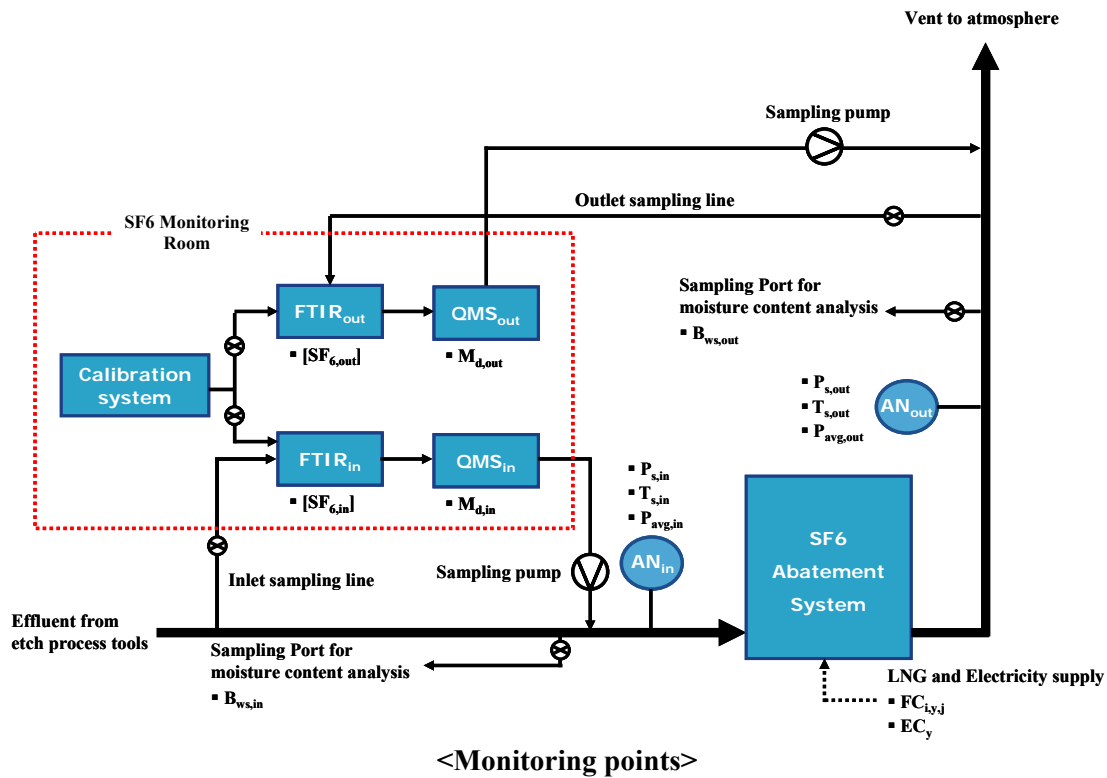 Vent to atmosphere
Sampling pump
Outlet sampling line
SF6 Monitoring
Room
Sampling Port for
moisture content analysis
▪ Bws,out
FTIRout
▪ [SF6,out]
QMSout
▪ Md,out
Calibration
system
▪ Ps,out
▪ Ts,out
▪ Pavg,out
ANout
FTIRin
▪ [SF6,in]
QMSin
▪ Md,in
▪ Ps,in
▪ Ts,in
▪ Pavg,in
ANin
SF6
Abatement
System
Inlet sampling line
Sampling pump
Effluent from
etch process tools
Sampling Port for
moisture content analysis
▪ Bws,in
LNG and Electricity supply
▪ FCi,y,j
▪ ECy
<Monitoring points>